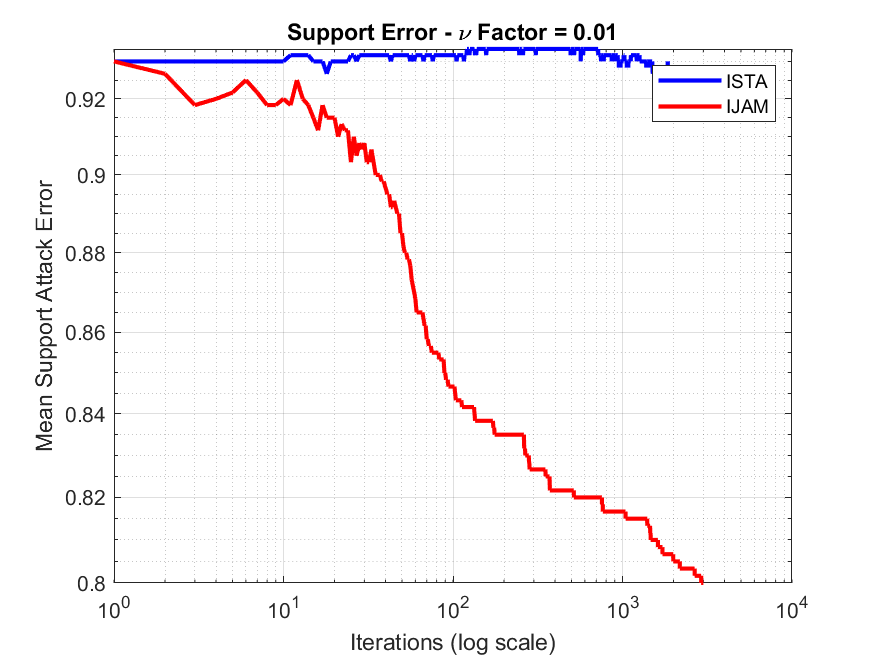 Support Error - ν Factor = 0.01
ISTA
IJAM
0.92
0.9
0.88
0.86
0.84
0.82
0.8
Mean Support Attack Error
10^0
10^1
10^2
10^3
10^4
Iterations (log scale)